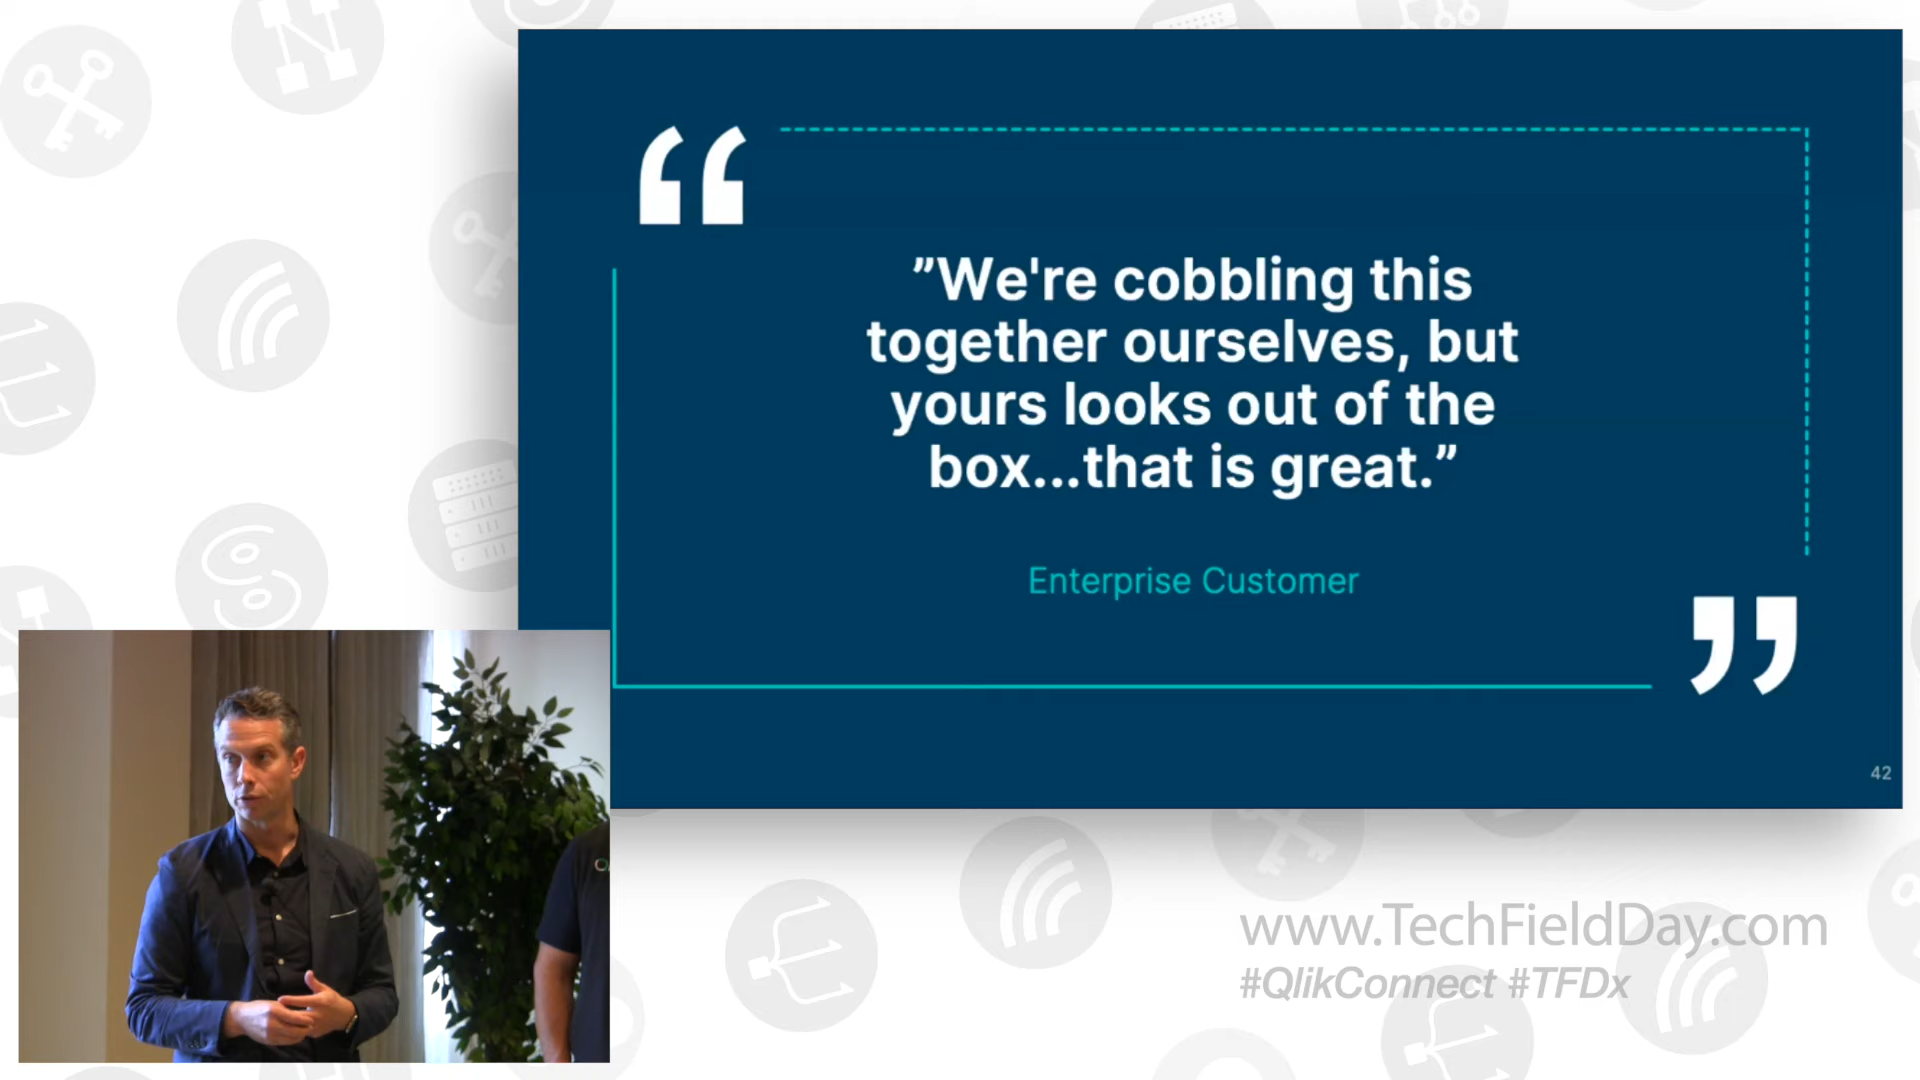 ”We're cobbling this
together ourselves, but
yours looks out of the
box...that is great.”
Enterprise Customer
42
www.TechFieldDay.com
#QlikConnect #TFDx